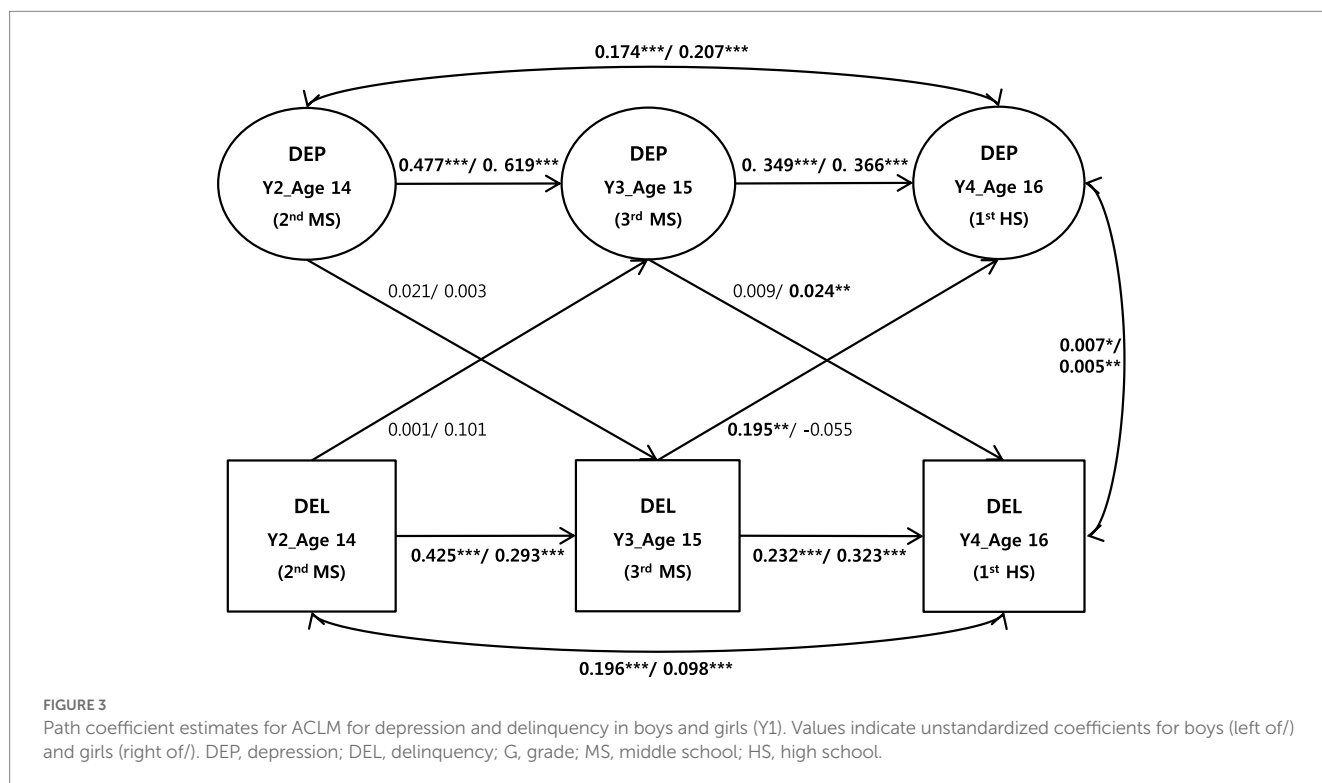 0.174***/ 0.207***
DEP
Y2_Age 14
(2nd MS)
0.477***/ 0. 619***
DEP
Y3_Age 15
(3rd MS)
0. 349***/ 0. 366***
DEP
Y4_Age 16
(1st HS)
0.021/ 0.003
0.009/ 0.024**
0.007*/
0.005**
0.001/ 0.101
0.195**/ -0.055
DEL
Y2_Age 14
(2nd MS)
0.425***/ 0.293***
DEL
Y3_Age 15
(3rd MS)
0.232***/ 0.323***
DEL
Y4_Age 16
(1st HS)
0.196***/ 0.098***
FIGURE 3
Path coefficient estimates for ACLM for depression and delinquency in boys and girls (Y1). Values indicate unstandardized coefficients for boys (left of/)
and girls (right of/). DEP, depression; DEL, delinquency; G, grade; MS, middle school; HS, high school.